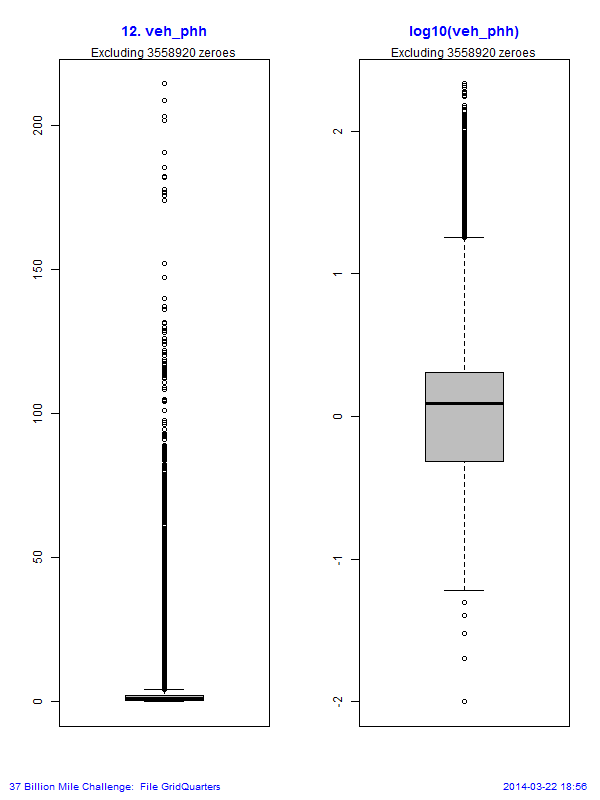 12. veh_phh
Excluding 3558920 zeroes
200
150
100
50
0
log10(veh_phh)
Excluding 3558920 zeroes
2
1
0
-1
-2
37 Billion Mile Challenge: File GridQuarters
2014-03-22 18:56